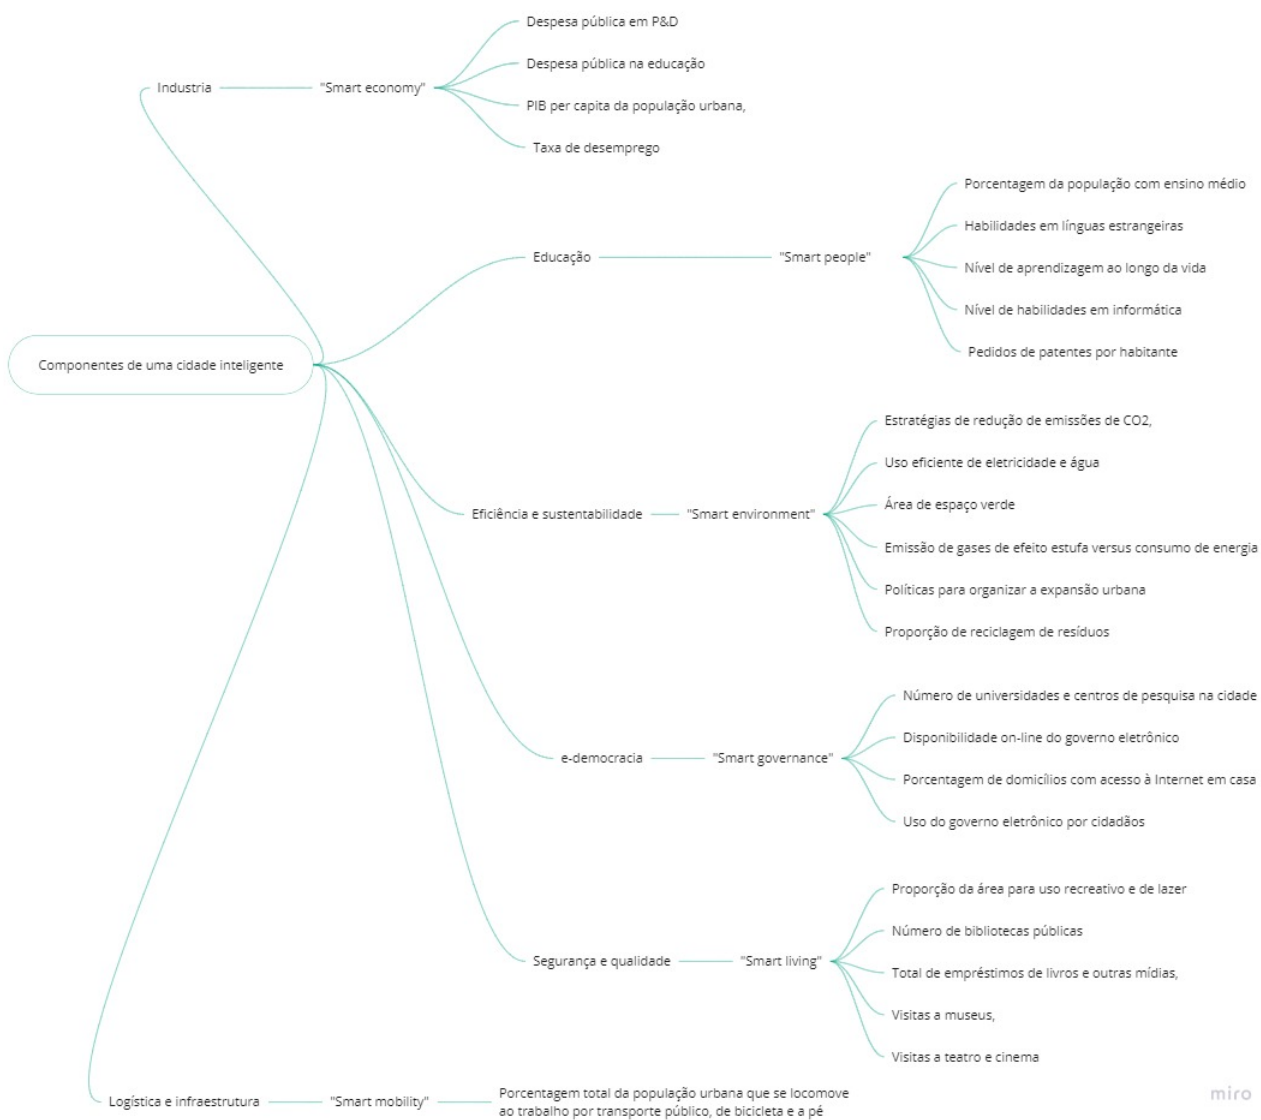 Componentes de uma cidade inteligente
Industria
"Smart economy"
Despesa pública em P&D
Despesa pública na educação
PIB per capita da população urbana,
Taxa de desemprego
Educação
"Smart people"
Porcentagem da população com ensino médio
Habilidades em línguas estrangeiras
Nível de aprendizagem ao longo da vida
Nível de habilidades em informática
Pedidos de patentes por habitante
Eficiência e sustentabilidade
"Smart environment"
Estratégias de redução de emissões de CO2,
Uso eficiente de eletricidade e água
Área de espaço verde
Emissão de gases de efeito estufa versus consumo de energia
Políticas para organizar a expansão urbana
Proporção de reciclagem de resíduos
e-democracia
"Smart governance"
Número de universidades e centros de pesquisa na cidade
Disponibilidade on-line do governo eletrônico
Porcentagem de domicílios com acesso à Internet em casa
Uso do governo eletrônico por cidadãos
Segurança e qualidade
"Smart living"
Proporção da área para uso recreativo e de lazer
Número de bibliotecas públicas
Total de empréstimos de livros e outras mídias,
Visitas a museus,
Visitas a teatro e cinema
Logística e infraestrutura
"Smart mobility"
Porcentagem total da população urbana que se locomove
ao trabalho por transporte público, de bicicleta e a pé
miro